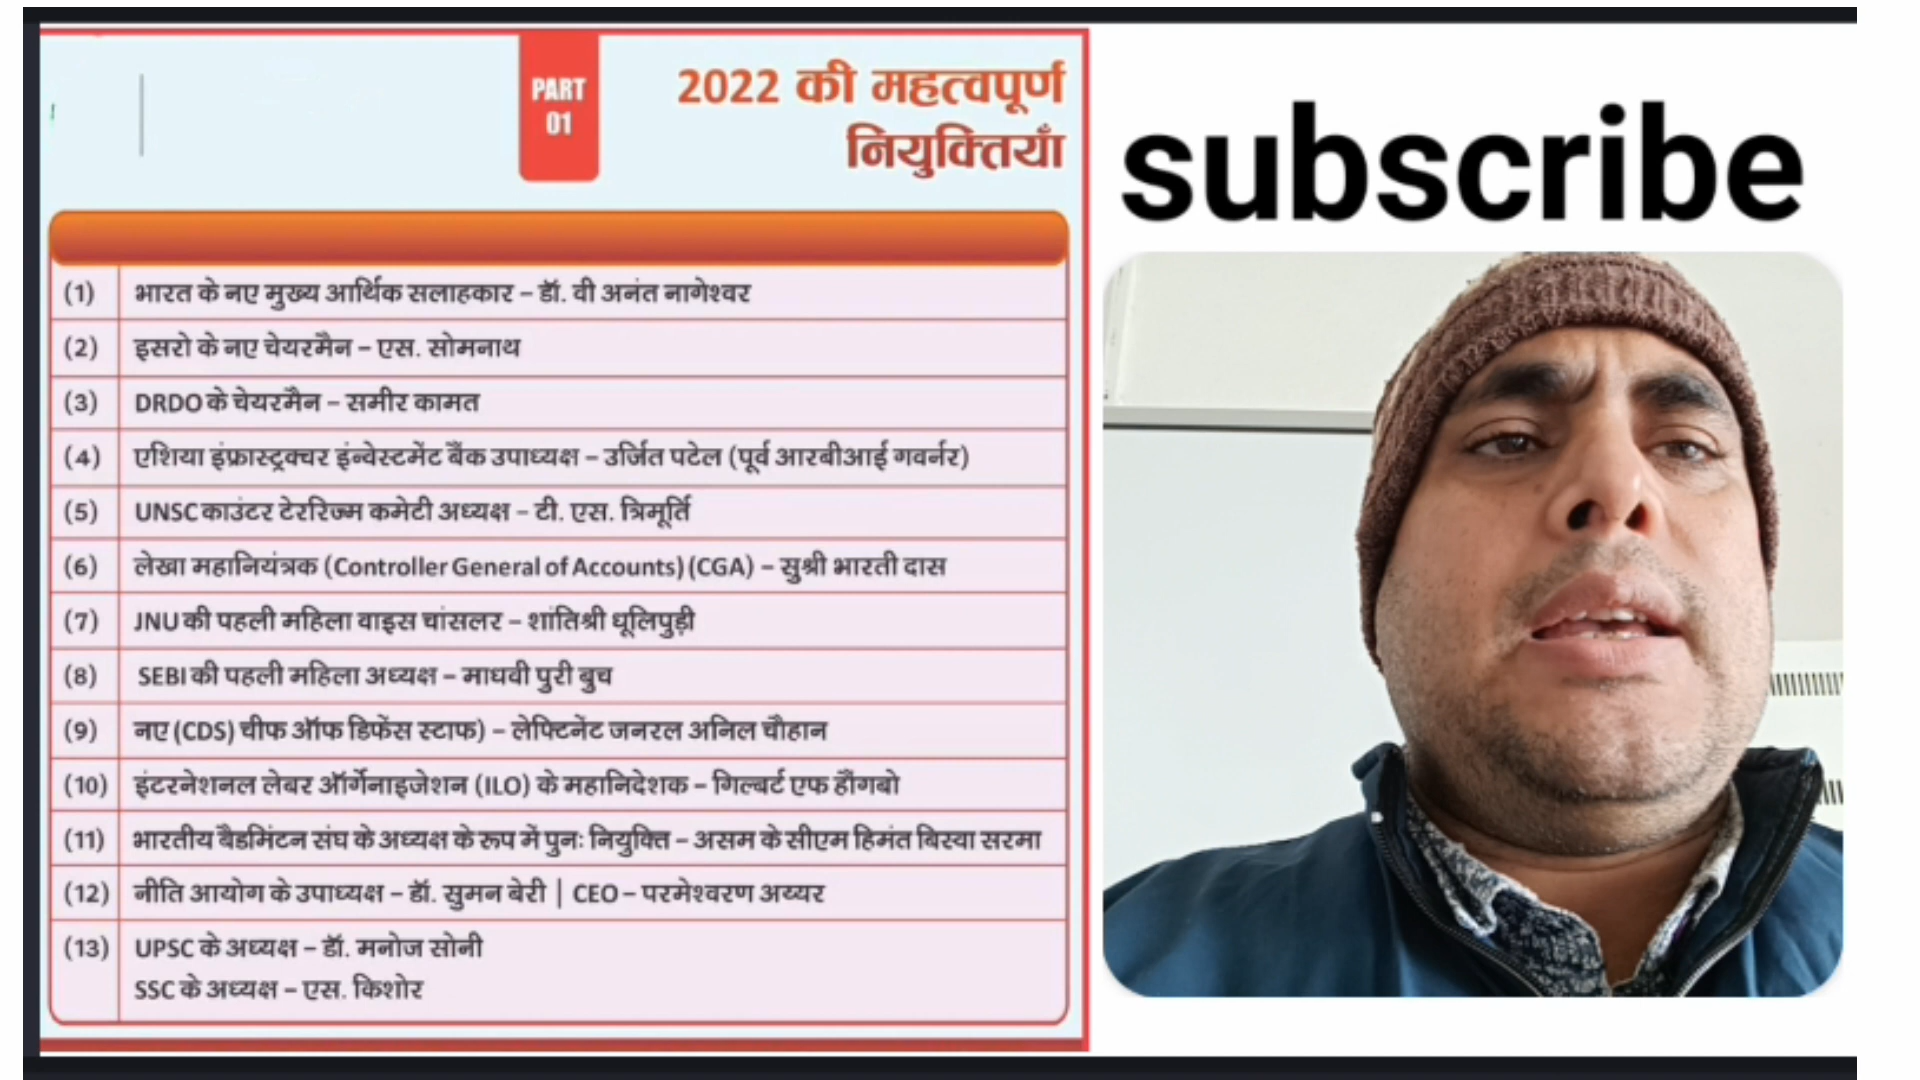 PART
01
2022 की महत्वपूर्ण
नियुक्तियाँ
subscribe
(1) भारत के नए मुख्य आर्थिक सलाहकार – डॉ. वी अनंत नागेश्वर
(2) इसरो के नए चेयरमैन – एस. सोमनाथ
(3) DRDO के चेयरमैन – समीर कामत
(4) एशिया इंफ्रास्ट्रक्चर इंन्वेस्टमेंट बैंक उपाध्यक्ष – उर्जित पटेल (पूर्व आरबीआई गवर्नर)
(5) UNSC काउंटर टेररिज्म कमेटी अध्यक्ष – टी. एस. त्रिमूर्ति
(6) लेखा महानियंत्रक (Controller General of Accounts) (CGA) – सुश्री भारती दास
(7) JNU की पहली महिला वाइस चांसलर – शांतिश्री धूलिपुड़ी
(8) SEBI की पहली महिला अध्यक्ष – माधवी पुरी बुच
(9) नए (CDS) चीफ ऑफ डिफेंस स्टाफ) – लेफ्टिनेंट जनरल अनिल चौहान
(10) इंटरनेशनल लेबर ऑर्गेनाइजेशन (ILO) के महानिदेशक – गिल्बर्ट एफ हौंगबो
(11) भारतीय बैडमिंटन संघ के अध्यक्ष के रूप में पुनः नियुक्ति – असम के सीएम हिमंत बिस्वा सरमा
(12) नीति आयोग के उपाध्यक्ष – डॉ. सुमन बेरी | CEO – परमेश्वरण अय्यर
(13) UPSC के अध्यक्ष – डॉ. मनोज सोनी
SSC के अध्यक्ष – एस. किशोर